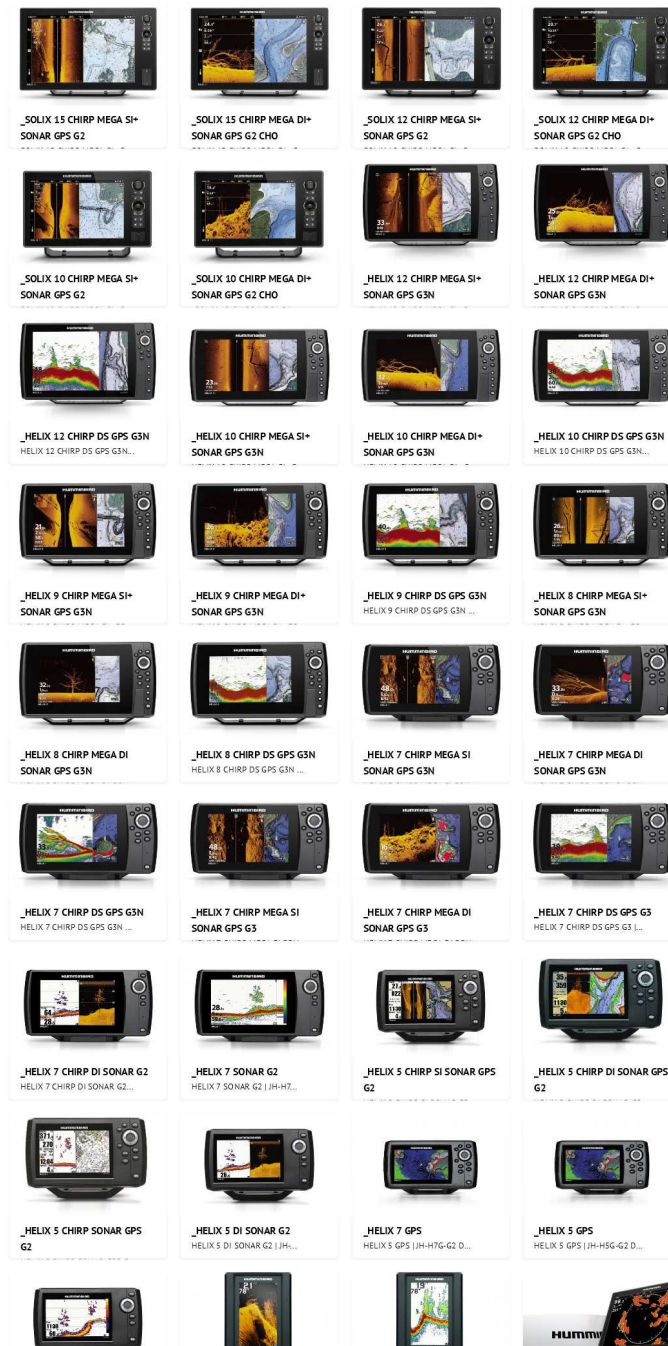 _SOLIX 15 CHIRP MEGA SI+
SONAR GPS G2
_SOLIX 15 CHIRP MEGA DI+
SONAR GPS G2 CHO
_SOLIX 12 CHIRP MEGA SI+
SONAR GPS G2
_SOLIX 12 CHIRP MEGA DI+
SONAR GPS G2 CHO
_SOLIX 10 CHIRP MEGA SI+
SONAR GPS G2
_SOLIX 10 CHIRP MEGA DI+
SONAR GPS G2 CHO
_HELIX 12 CHIRP MEGA SI+
SONAR GPS G3N
_HELIX 12 CHIRP MEGA DI+
SONAR GPS G3N
_HELIX 12 CHIRP DS GPS G3N
HELIX 12 CHIRP DS GPS G3N...
_HELIX 10 CHIRP MEGA SI+
SONAR GPS G3N
_HELIX 10 CHIRP MEGA DI+
SONAR GPS G3N
_HELIX 10 CHIRP DS GPS G3N
HELIX 10 CHIRP DS GPS G3N...
_HELIX 9 CHIRP MEGA SI+
SONAR GPS G3N
_HELIX 9 CHIRP MEGA DI+
SONAR GPS G3N
_HELIX 9 CHIRP DS GPS G3N
HELIX 9 CHIRP DS GPS G3N ...
_HELIX 8 CHIRP MEGA SI+
SONAR GPS G3N
_HELIX 8 CHIRP MEGA DI
SONAR GPS G3N
_HELIX 8 CHIRP DS GPS G3N
HELIX 8 CHIRP DS GPS G3N ...
_HELIX 7 CHIRP MEGA SI
SONAR GPS G3N
_HELIX 7 CHIRP MEGA DI
SONAR GPS G3N
_HELIX 7 CHIRP DS GPS G3N
HELIX 7 CHIRP DS GPS G3N ...
_HELIX 7 CHIRP MEGA SI
SONAR GPS G3
_HELIX 7 CHIRP MEGA DI
SONAR GPS G3
_HELIX 7 CHIRP DS GPS G3
HELIX 7 CHIRP DS GPS G3 |...
_HELIX 7 CHIRP DI SONAR G2
HELIX 7 CHIRP DI SONAR G2...
_HELIX 7 SONAR G2
HELIX 7 SONAR G2 | JH-H7...
_HELIX 5 CHIRP SI SONAR GPS
G2
_HELIX 5 CHIRP DI SONAR GPS
G2
_HELIX 5 CHIRP SONAR GPS
G2
_HELIX 5 DI SONAR G2
HELIX 5 DI SONAR G2 | JH-...
_HELIX 7 GPS
HELIX 5 GPS |JH-H7G-G2 D...
_HELIX 5 GPS
HELIX 5 GPS | JH-H5G-G2 D...